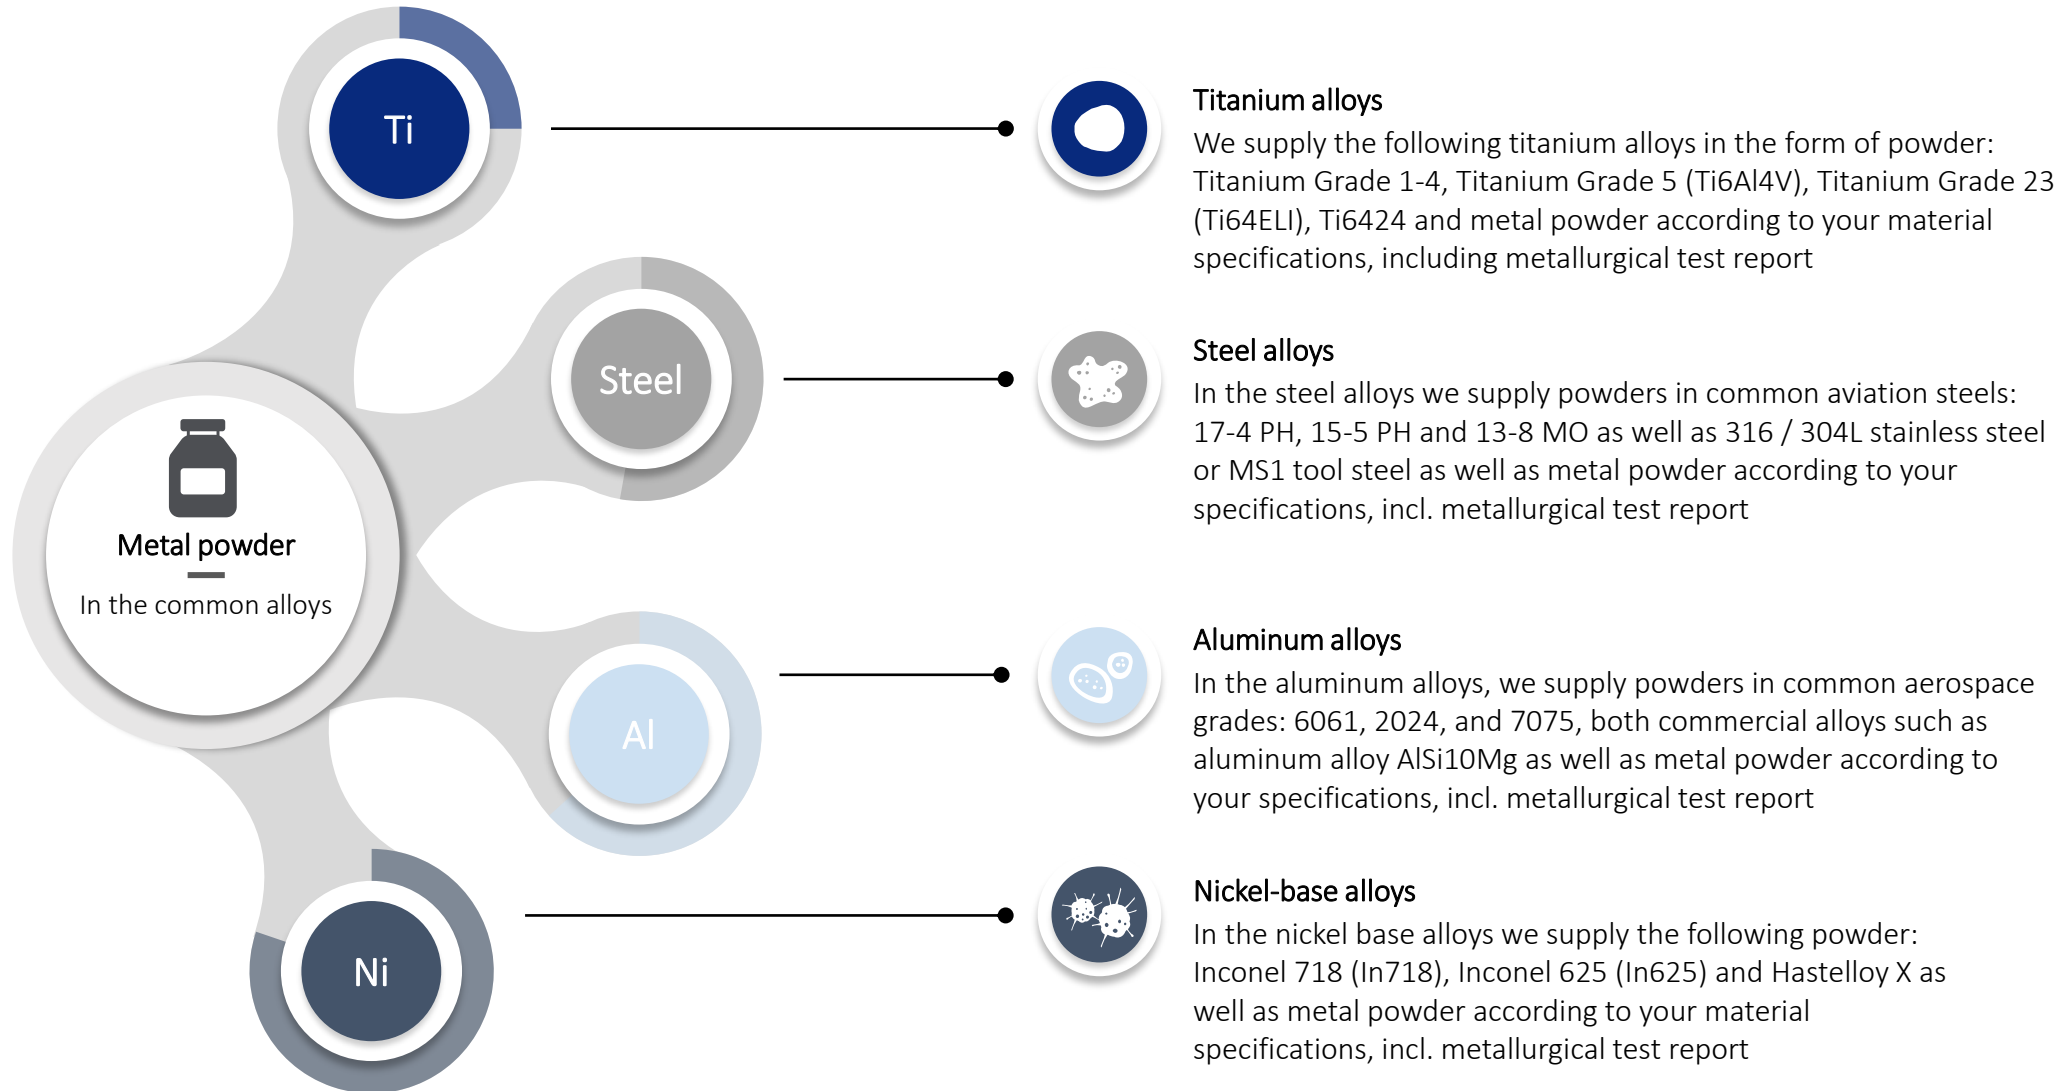 Ti
Titanium alloys
We supply the following titanium alloys in the form of powder:
Titanium Grade 1-4, Titanium Grade 5 (Ti6Al4V), Titanium Grade 23
(Ti64ELI), Ti6424 and metal powder according to your material
specifications, including metallurgical test report
Steel
Steel alloys
In the steel alloys we supply powders in common aviation steels:
17-4 PH, 15-5 PH and 13-8 MO as well as 316 / 304L stainless steel
or MS1 tool steel as well as metal powder according to your
specifications, incl. metallurgical test report
Metal powder
In the common alloys
Al
Aluminum alloys
In the aluminum alloys, we supply powders in common aerospace
grades: 6061, 2024, and 7075, both commercial alloys such as
aluminum alloy AlSi10Mg as well as metal powder according to
your specifications, incl. metallurgical test report
Ni
Nickel-base alloys
In the nickel base alloys we supply the following powder:
Inconel 718 (In718), Inconel 625 (In625) and Hastelloy X as
well as metal powder according to your material
specifications, incl. metallurgical test report